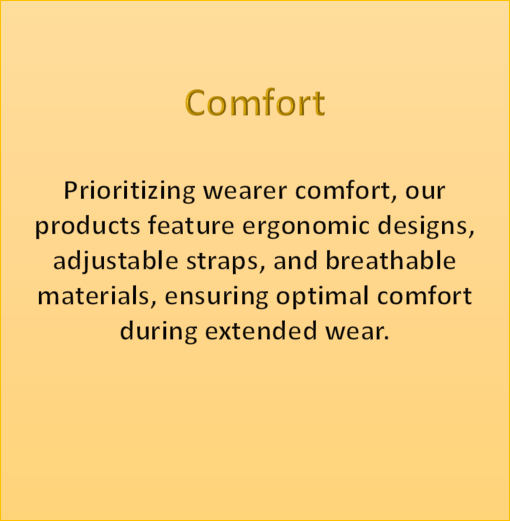 Comfort
Prioritizing wearer comfort, our
products feature ergonomic designs,
adjustable straps, and breathable
materials, ensuring optimal comfort
during extended wear.